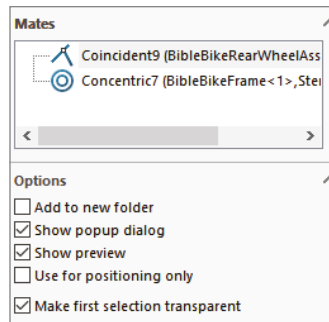 Mates
Coincident9 (BibleBikeRearWheelAss
Concentric7 (BibleBikeFrame<1>,Ste
Options
Add to new folder
Show popup dialog
Show preview
Use for positioning only
Make first selection transparent